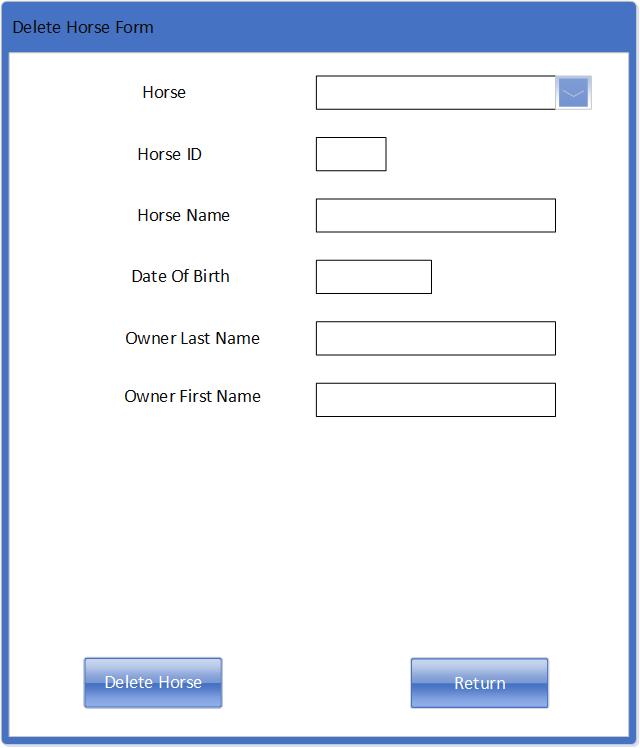 Delete Horse Form
Horse
Horse ID
Horse Name
Date Of Birth
Owner Last Name
Owner First Name
Delete Horse
Return